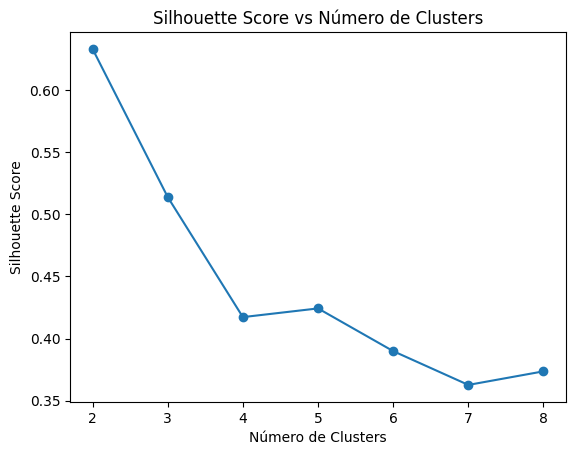 Silhouette Score vs Número de Clusters
Silhouette Score
0.60
0.55
0.50
0.45
0.40
0.35
2 3 4 5 6 7 8
Número de Clusters